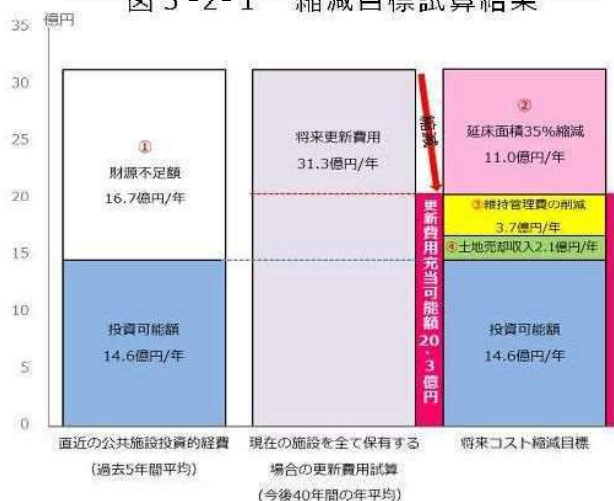 図3-2-1 縮減目標試算結果
億円
35
30
25
20
15
10
5
0
①
財源不足額
16.7億円/年
投資可能額
14.6億円/年
将来更新費用
31.3億円/年
縮減
更新費用充当可能額20.3億円
②
延床面積35%縮減
11.0億円/年
③維持管理費の削減
3.7億円/年
④土地売却収入2.1億円/年
投資可能額
14.6億円/年
直近の公共施設投資的経費
(過去5年間平均)
現在の施設を全て保有する
場合の更新費用試算
(今後40年間の年平均)
将来コスト縮減目標